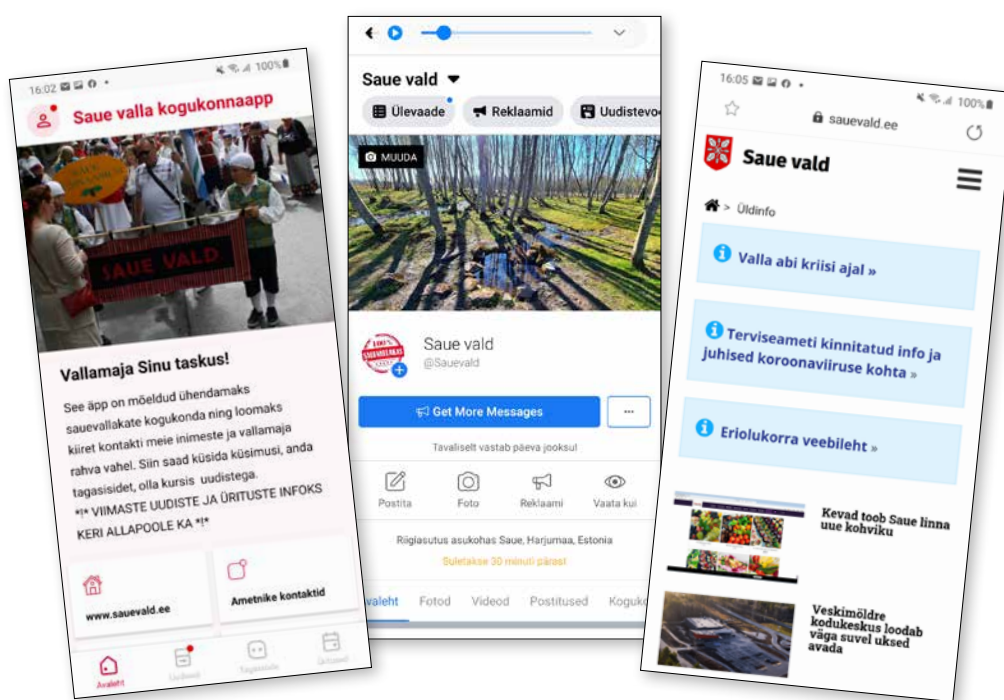 16:02
100%
Saue valla kogukonnaapp
SAUE VALD
Vallamaja Sinu taskus!
See äpp on mõeldud ühendamaks
sauevallakate kogukonda ning loomaks
kiiret kontakti meie inimeste ja vallamaja
rahva vahel. Siin saad küsida küsimusi, anda
tagasisidet, olla kursis uudistega.
*!* VIIMASTE UUDISTE JA ÜRITUSTE INFOKS
KERI ALLAPOOLE KA *!*
www.sauevald.ee
Ametnike kontaktid
Avaleht
Saue vald
Ülevaade
Reklaamid
Uudistevo
MUUDA
100%
Saue vald
@Sauevald
Get More Messages
...
Tavaliselt vastab päeva jooksul
Postita
Foto
Reklaami
Vaata kui
Riigiasutus asukohas Saue, Harjumaa, Estonia
Suletakse 30 minuti pärast
valeht
Fotod
Videod
Postitused
Koguko
16:05
100%
sauevald.ee
Saue vald
> Üldinfo
Valla abi kriisi ajal »
Terviseameti kinnitatud info ja
juhised koroonaviiruse kohta »
Eriolukorra veebileht »
Kevad toob Saue linna
uue kohviku
Veskimöldre
kodukeskus loodab
väga suvel uksed
avada